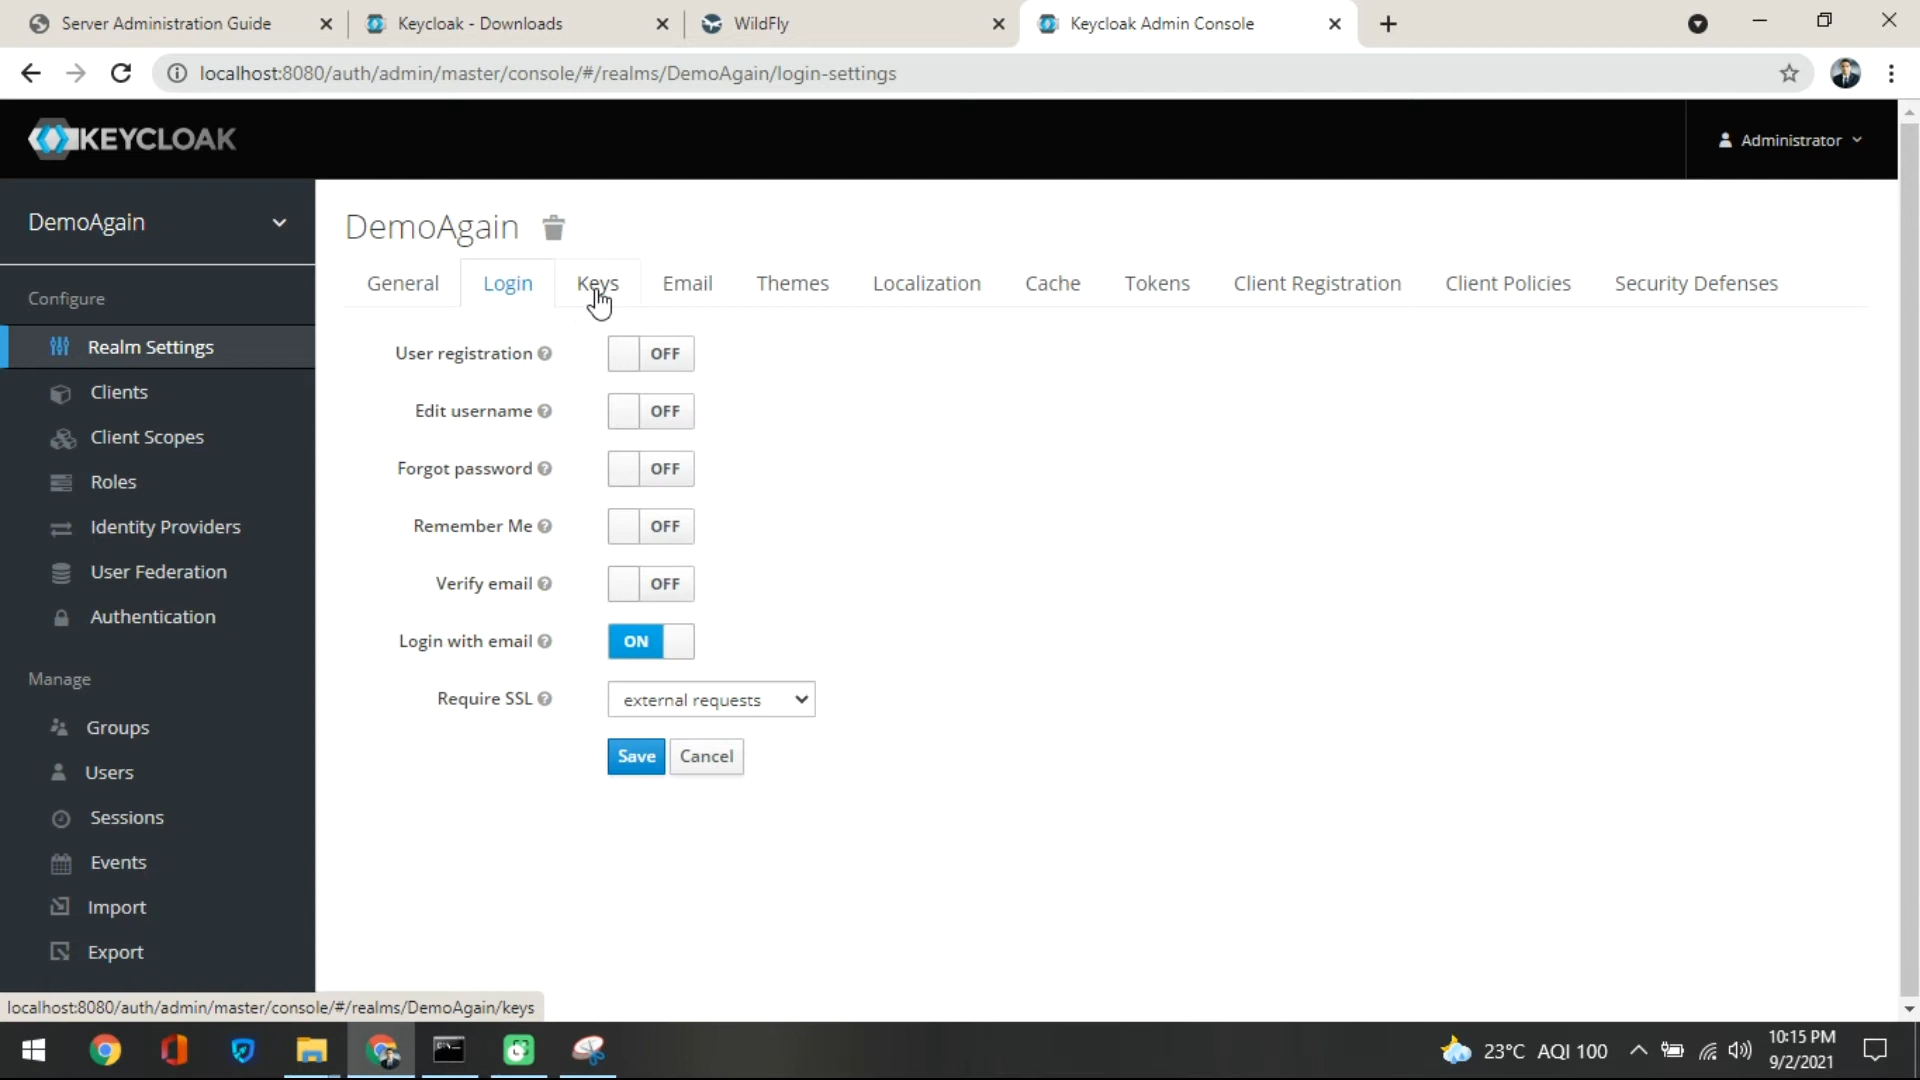 Server Administration Guide
Keycloak - Downloads
WildFly
Keycloak Admin Console
localhost:8080/auth/admin/master/console/#/realms/DemoAgain/login-settings
KEYCLOAK
Administrator
DemoAgain
Configure
Realm Settings
Clients
Client Scopes
Roles
Identity Providers
User Federation
Authentication
Manage
Groups
Users
Sessions
Events
Import
Export
DemoAgain
General Login Keys Email Themes Localization Cache Tokens Client Registration Client Policies Security Defenses
User registration OFF
Edit username OFF
Forgot password OFF
Remember Me OFF
Verify email OFF
Login with email ON
Require SSL external requests
Save Cancel
localhost:8080/auth/admin/master/console/#/realms/DemoAgain/keys
23°C AQI 100
10:15 PM
9/2/2021